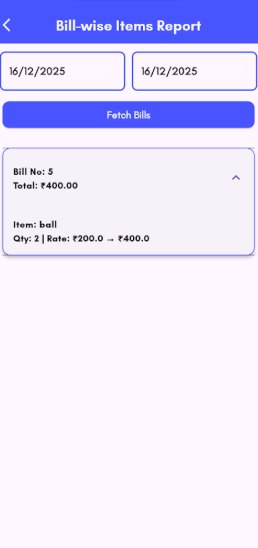 Bill-wise Items Report
16/12/2025 16/12/2025
Fetch Bills
Bill No: 5
Total: ₹400.00
Item: ball
Qty: 2 | Rate: ₹200.0 → ₹400.0